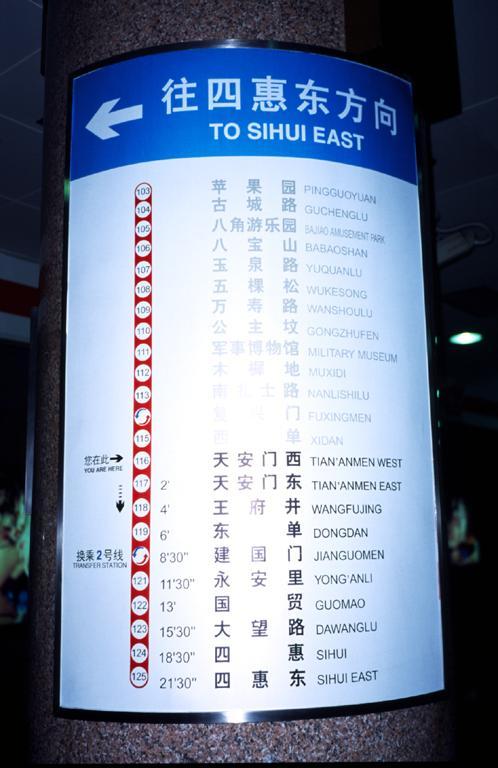 往四惠东方向
TO SIHUI EAST
103 苹果园 PINGGUOYUAN
104 古城路 GUCHENGLU
105 八角游乐园 BAJIAO AMUSEMENT PARK
106 八宝山 BABAOSHAN
107 玉泉路 YUQUANLU
108 五棵松 WUKESONG
109 万寿路 WANSHOULU
110 公主坟 GONGZHUFEN
111 军事博物馆 MILITARY MUSEUM
112 木樨地 MUXIDI
113 南礼士路 NANLISHILU
复兴门 FUXINGMEN
115 西单 XIDAN
您在此 116 天安门西 TIAN'ANMEN WEST
YOU ARE HERE
117 2' 天安门东 TIAN'ANMEN EAST
118 4' 王府井 WANGFUJING
119 6' 东单 DONGDAN
换乘2号线 8'30" 建国门 JIANGUOMEN
TRANSFER STATION
121 11'30" 永安里 YONG'ANLI
122 13' 国贸 GUOMAO
123 15'30" 大望路 DAWANGLU
124 18'30" 四惠 SIHUI
125 21'30" 四惠东 SIHUI EAST